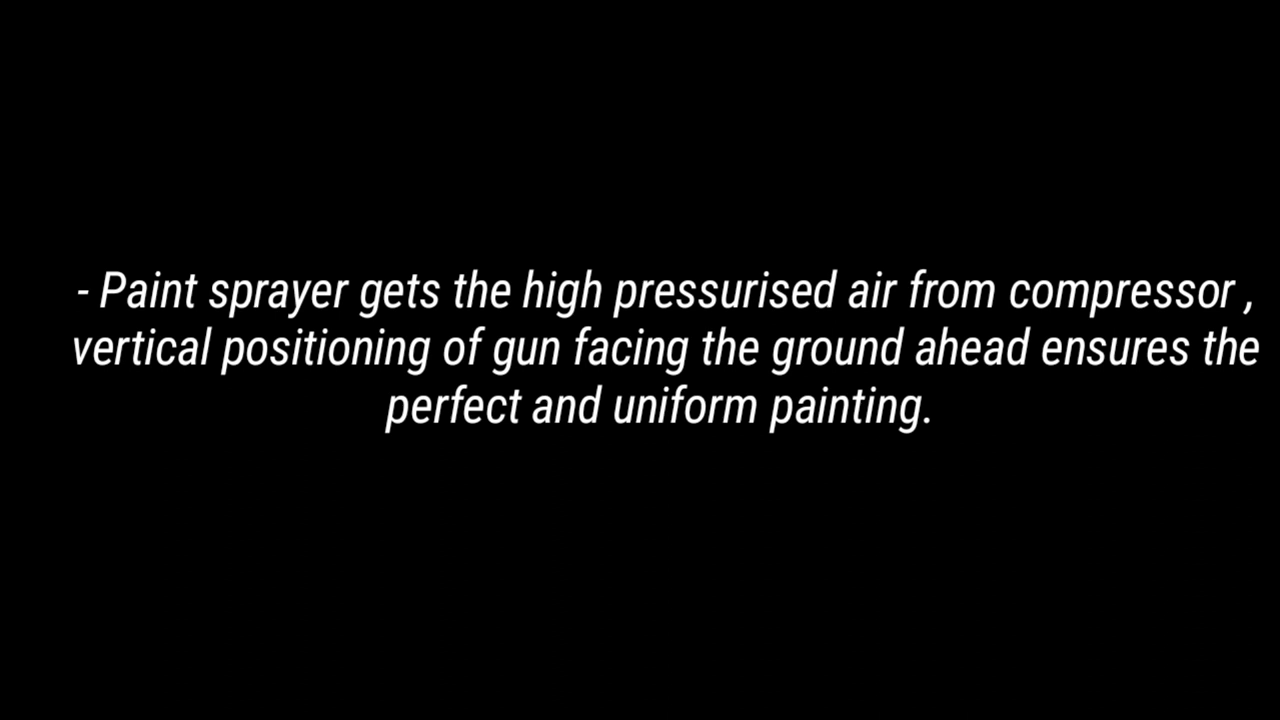 - Paint sprayer gets the high pressurised air from compressor ,
vertical positioning of gun facing the ground ahead ensures the
perfect and uniform painting.